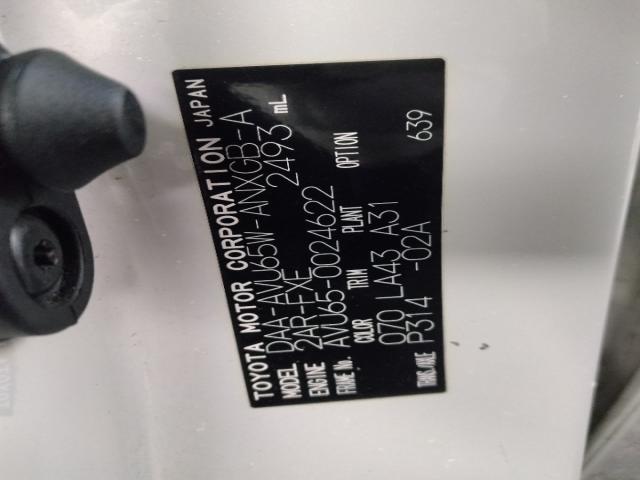 TOYOTA MOTOR CORPORATION JAPAN
MODEL DAA-AVU65W-ANXGB-A
ENGINE 2AR-FXE 2493 mL
FRAME No. AVU65-0024622
COLOR TRIM PLANT OPTION
070 LA43 A31
TRANS./AXLE P314 -02A 639